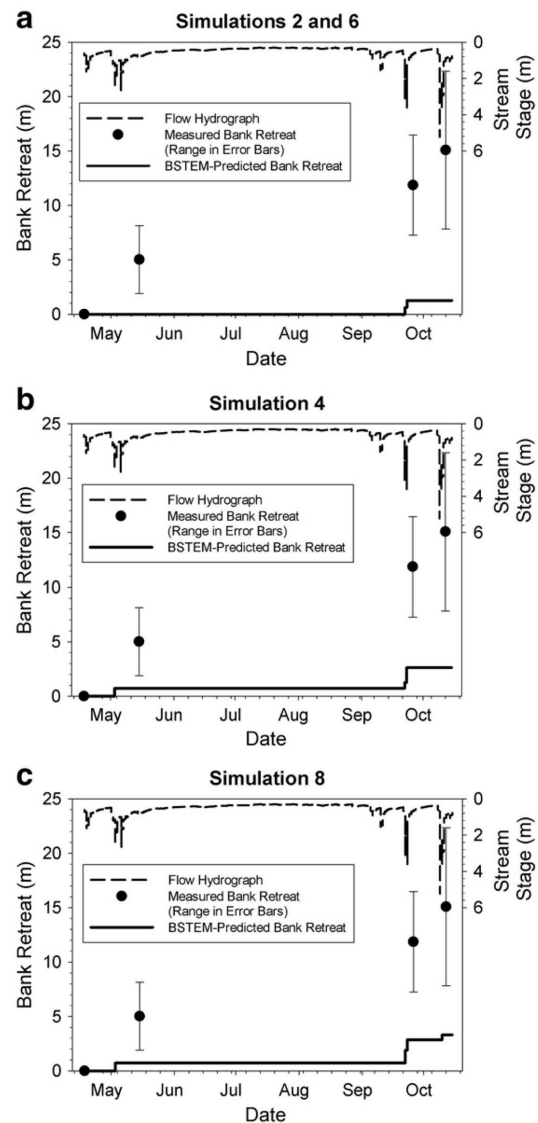 a
Simulations 2 and 6
25
20
15
10
5
0
Bank Retreat (m)
0
2
4
6
Stream
Stage (m)
Flow Hydrograph
Measured Bank Retreat
(Range in Error Bars)
BSTEM-Predicted Bank Retreat
May Jun Jul Aug Sep Oct
Date
b
Simulation 4
25
20
15
10
5
0
Bank Retreat (m)
0
2
4
6
Stream
Stage (m)
Flow Hydrograph
Measured Bank Retreat
(Range in Error Bars)
BSTEM-Predicted Bank Retreat
May Jun Jul Aug Sep Oct
Date
c
Simulation 8
25
20
15
10
5
0
Bank Retreat (m)
0
2
4
6
Stream
Stage (m)
Flow Hydrograph
Measured Bank Retreat
(Range in Error Bars)
BSTEM-Predicted Bank Retreat
May Jun Jul Aug Sep Oct
Date